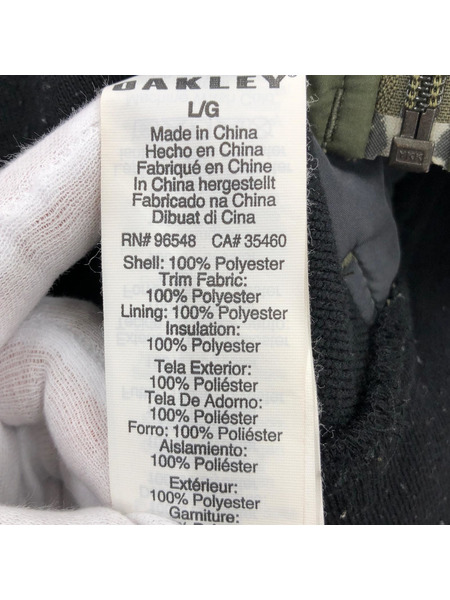 OAKLEY
L/G
Made in China
Hecho en China
Fabriqué en Chine
In China hergestellt
Fabricado na China
Dibuat di Cina
RN# 96548 CA# 35460
Shell: 100% Polyester
Trim Fabric:
100% Polyester
Lining: 100% Polyester
Insulation:
100% Polyester
Tela Exterior:
100% Poliéster
Tela De Adorno:
100% Poliéster
Forro: 100% Poliéster
Aislamiento:
100% Poliéster
Extérieur:
100% Polyester
Garniture:
YKK